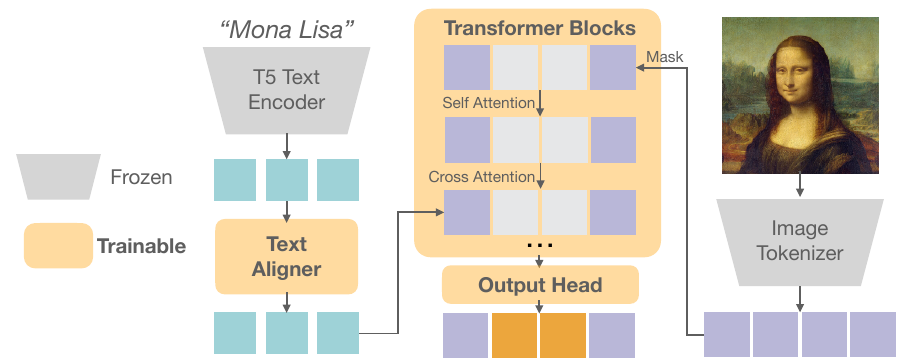 “Mona Lisa”
T5 Text
Encoder
Frozen
Trainable
Text
Aligner
Transformer Blocks
Mask
Self Attention
Cross Attention
...
Output Head
Image
Tokenizer